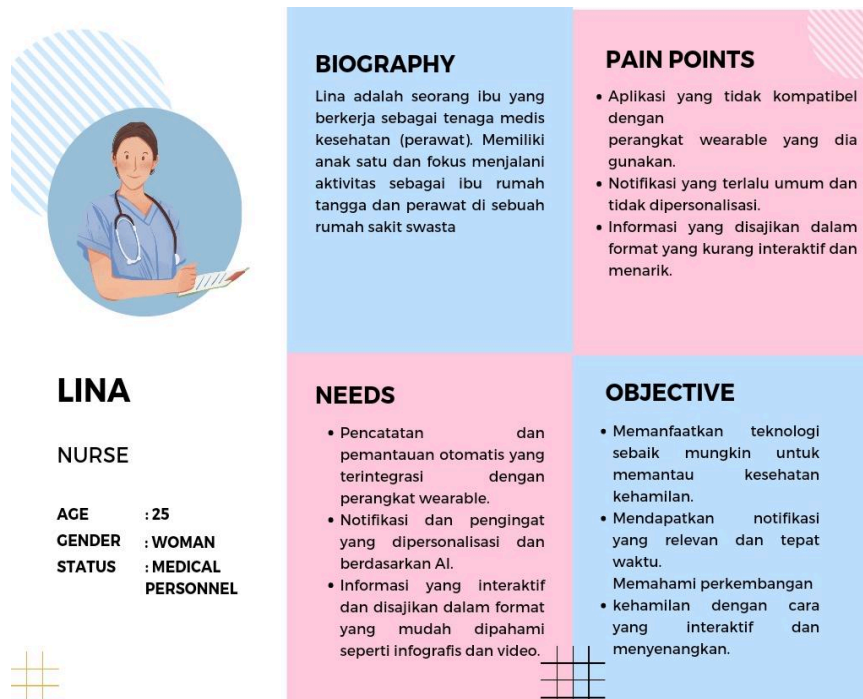 LINA
NURSE
AGE : 25
GENDER : WOMAN
STATUS : MEDICAL
PERSONNEL
BIOGRAPHY
Lina adalah seorang ibu yang
berkerja sebagai tenaga medis
kesehatan (perawat). Memiliki
anak satu dan fokus menjalani
aktivitas sebagai ibu rumah
tangga dan perawat di sebuah
rumah sakit swasta
PAIN POINTS
• Aplikasi yang tidak kompatibel
dengan
perangkat wearable yang dia
gunakan.
• Notifikasi yang terlalu umum dan
tidak dipersonalisasi.
• Informasi yang disajikan dalam
format yang kurang interaktif dan
menarik.
NEEDS
• Pencatatan dan
pemantauan otomatis yang
terintegrasi dengan
perangkat wearable.
• Notifikasi dan pengingat
yang dipersonalisasi dan
berdasarkan AI.
• Informasi yang interaktif
dan disajikan dalam format
yang mudah dipahami
seperti infografis dan video.
OBJECTIVE
• Memanfaatkan teknologi
sebaik mungkin untuk
memantau kesehatan
kehamilan.
• Mendapatkan notifikasi
yang relevan dan tepat
waktu.
Memahami perkembangan
• kehamilan dengan cara
yang interaktif dan
menyenangkan.